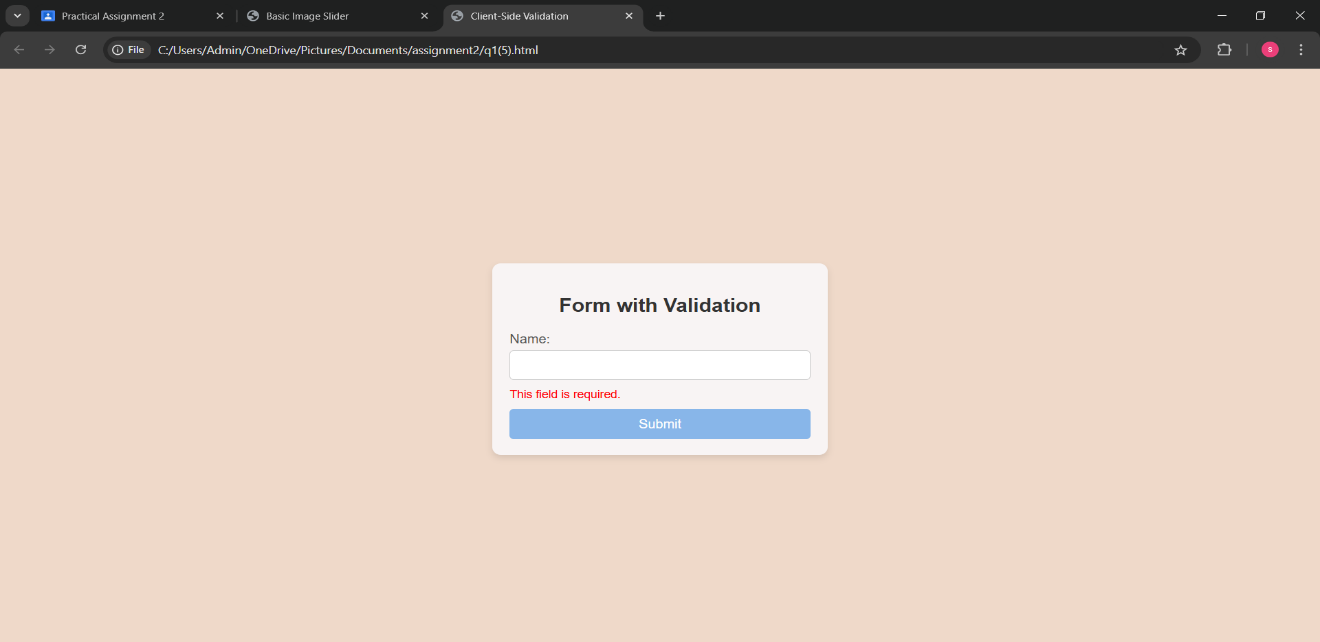 Practical Assignment 2
Basic Image Slider
Client-Side Validation
File
C:/Users/Admin/OneDrive/Pictures/Documents/assignment2/q1(5).html
S
Form with Validation
Name:
This field is required.
Submit